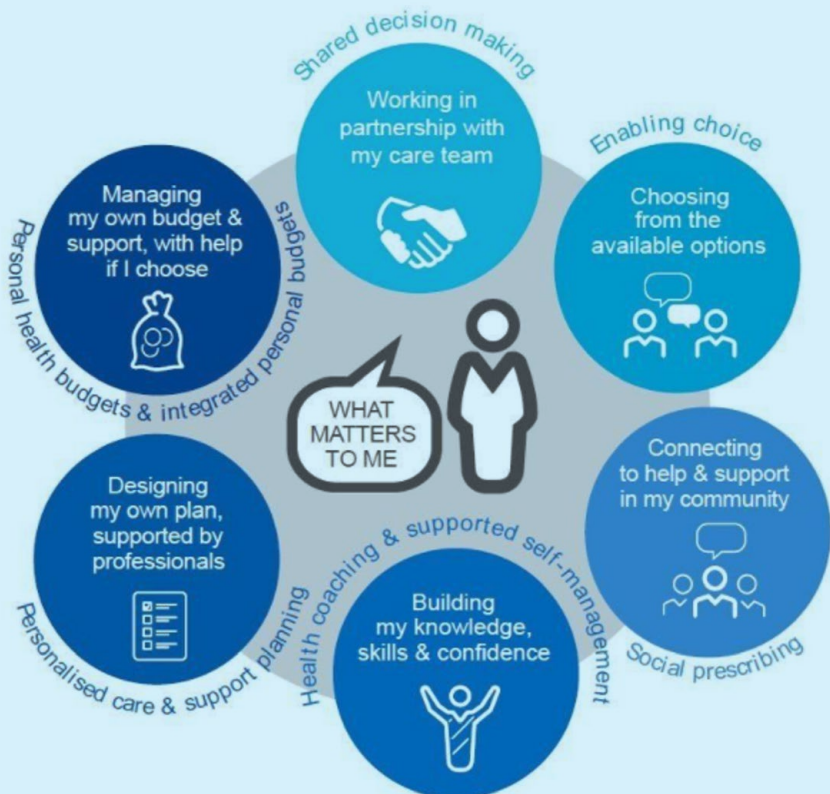 Shared decision making
Working in
partnership with
my care team
Enabling choice
Choosing
from the
available options
Connecting
to help & support
in my community
Social prescribing
Health coaching & supported self-management
Building
my knowledge,
skills & confidence
Designing
my own plan,
supported by
professionals
Personalised care & support planning
Managing
my own budget &
support, with help
if I choose
Personal health budgets & integrated personal budgets
WHAT
MATTERS
TO ME